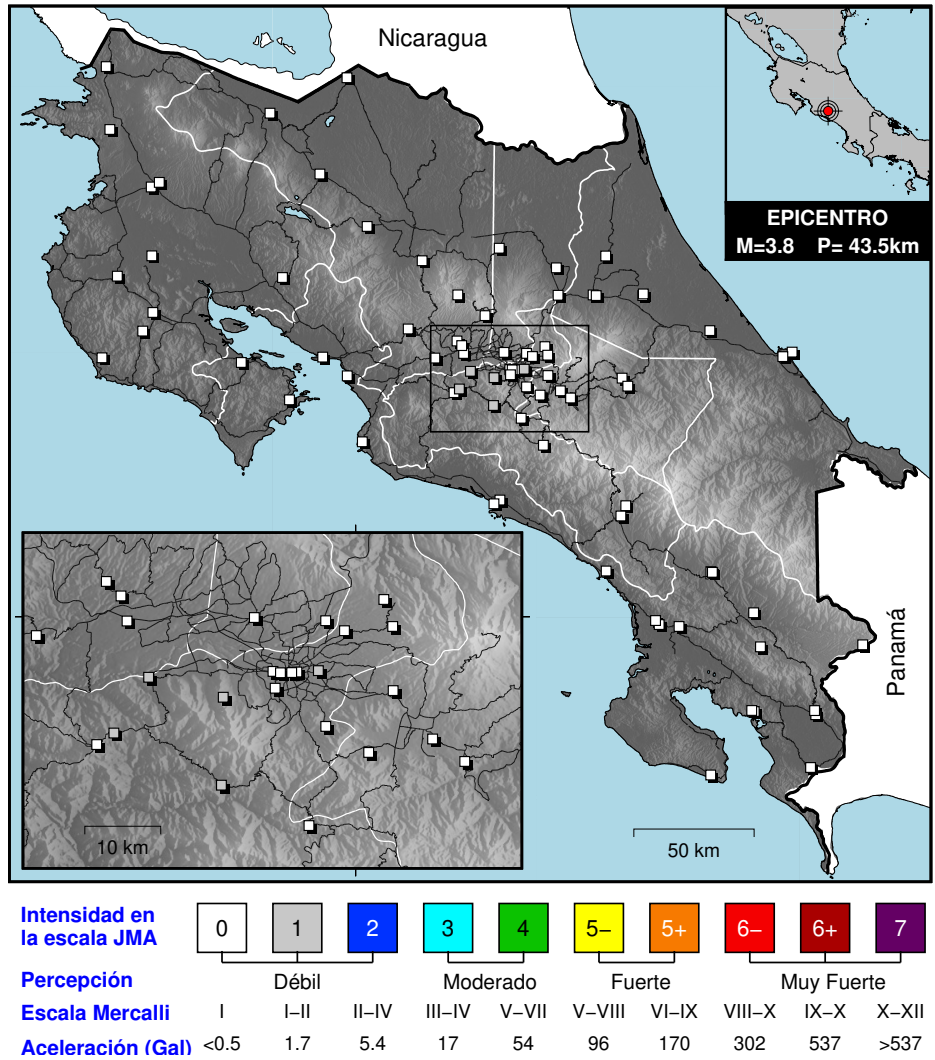 Nicaragua
EPICENTRO
M=3.8 P= 43.5km
Panamá
10 km
50 km
Intensidad en
la escala JMA
0 1 2 3 4 5− 5+ 6− 6+ 7
Percepción Débil Moderado Fuerte Muy Fuerte
Escala Mercalli I I−II II−IV III−IV V−VII V−VIII VI−IX VIII−X IX−X X−XII
Aceleración (Gal) <0.5 1.7 5.4 17 54 96 170 302 537 >537